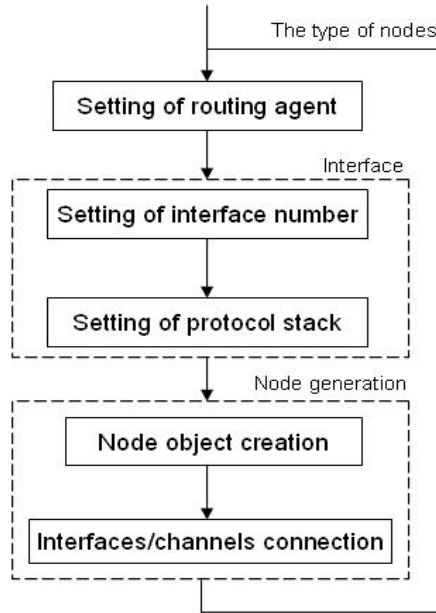 The type of nodes
Setting of routing agent
Interface
Setting of interface number
Setting of protocol stack
Node generation
Node object creation
Interfaces/channels connection